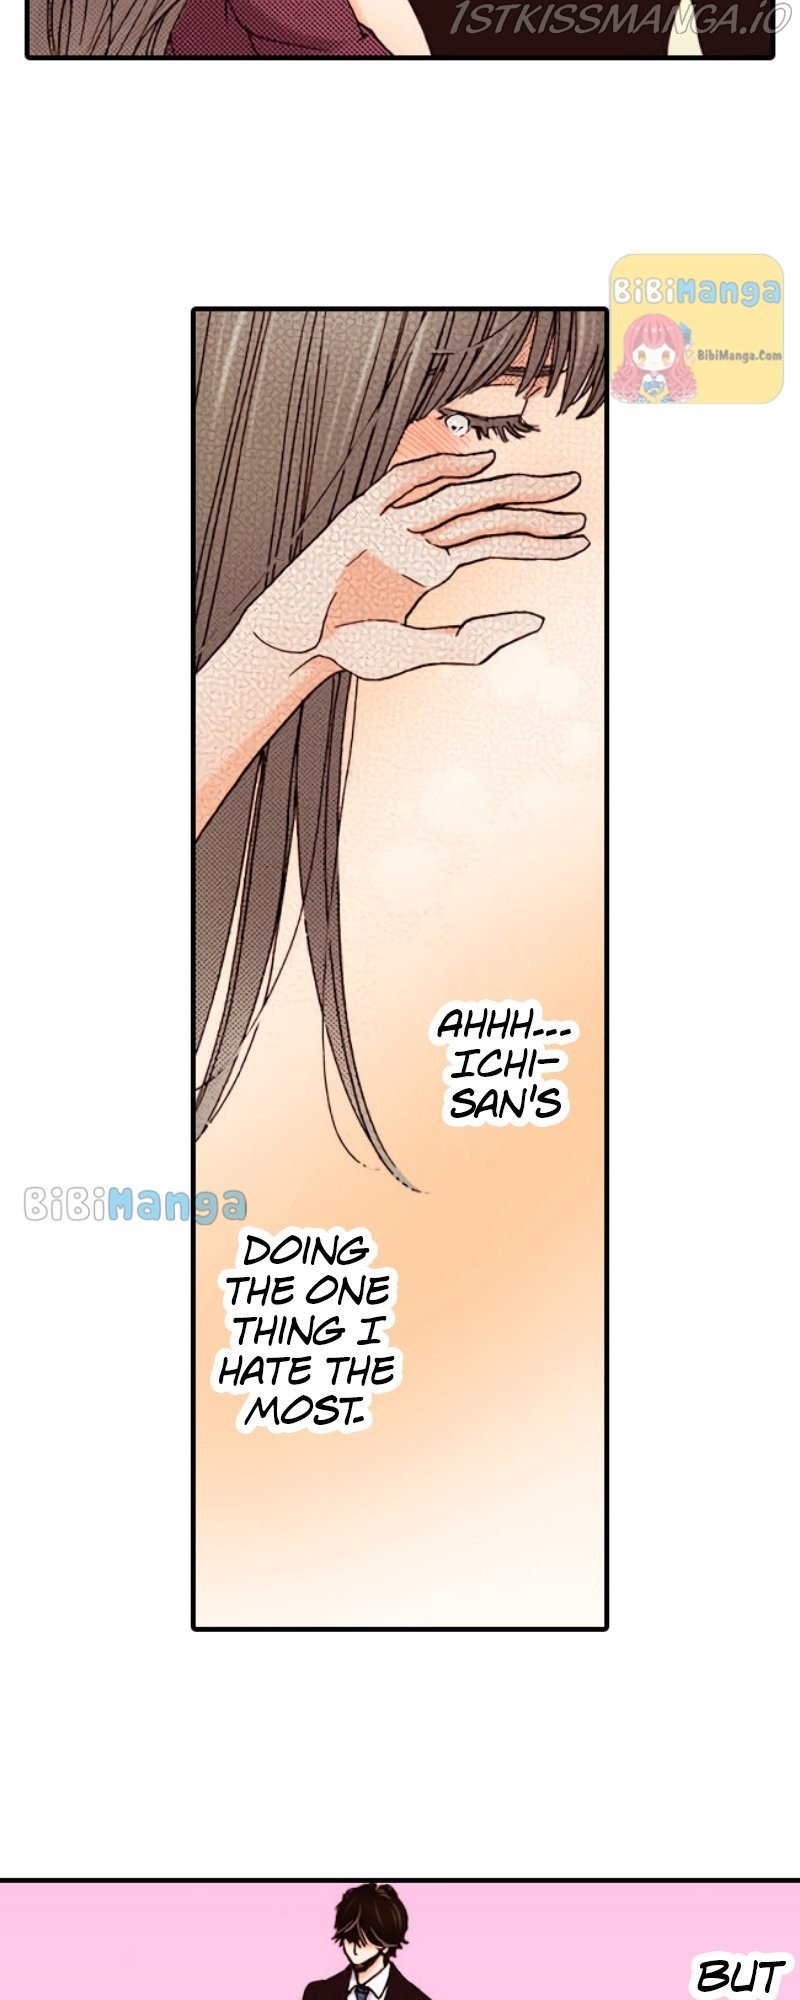 1STKISSMANGA.IO
BiBiManga
BibiManga.Com
AHHH...
ICHI-
SAN'S
BiBiManga
DOING
THE ONE
THING I
HATE THE
MOST.
BUT